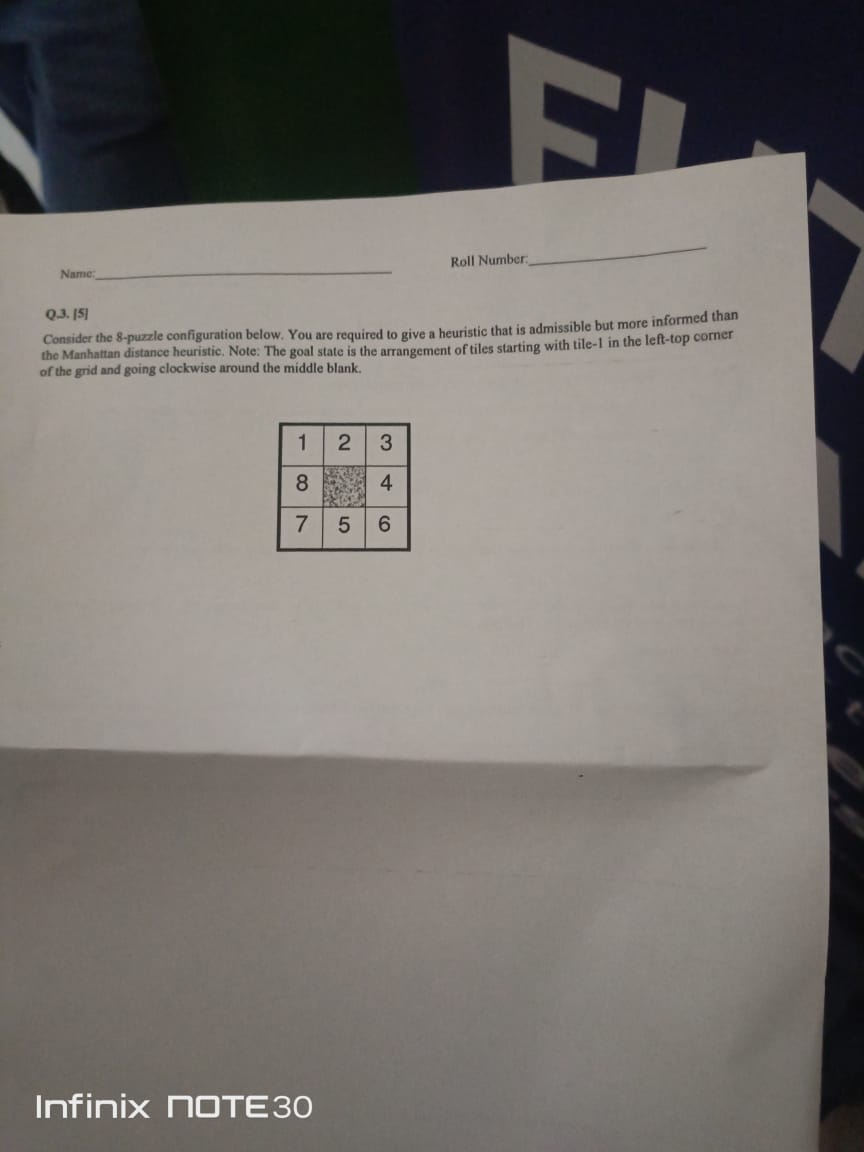 Name:
Roll Number:
Q.3. [5]
Consider the 8-puzzle configuration below. You are required to give a heuristic that is admissible but more informed than
the Manhattan distance heuristic. Note: The goal state is the arrangement of tiles starting with tile-1 in the left-top corner
of the grid and going clockwise around the middle blank.
1 2 3
8 4
7 5 6
Infinix NOTE 30